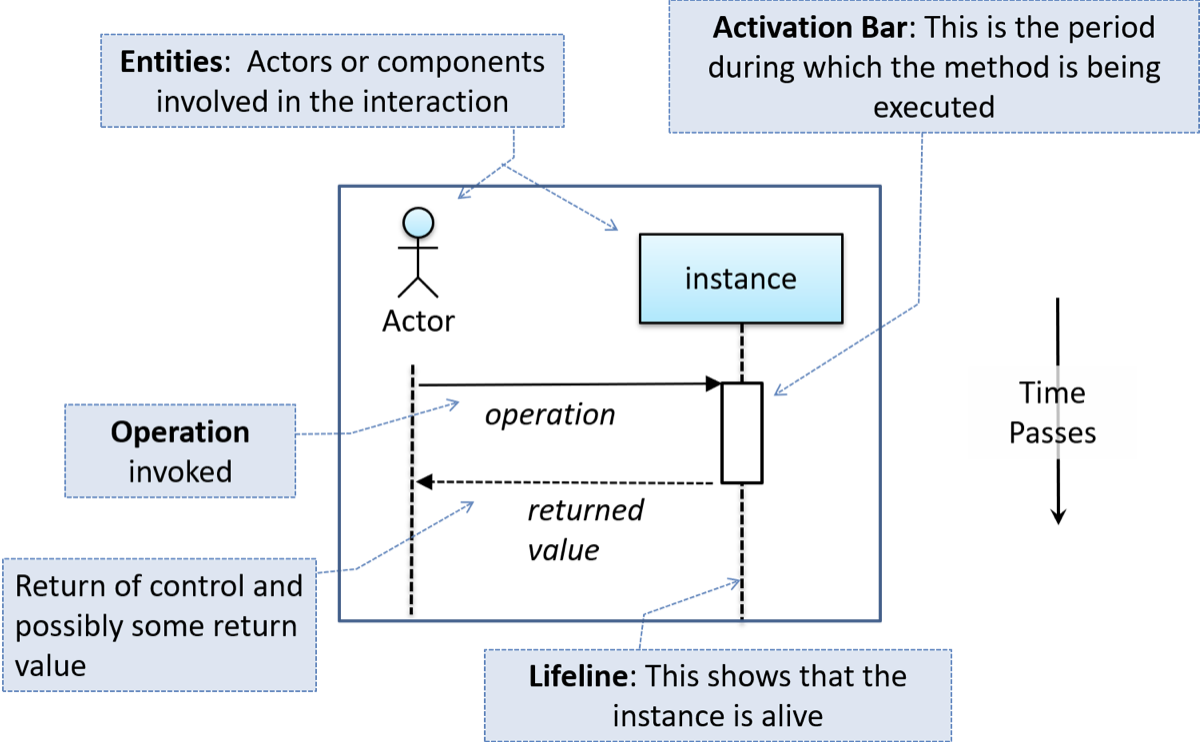 Activation Bar: This is the period
during which the method is being
executed
Entities:  Actors or components
involved in the interaction
instance
Actor
Time
Passes
operation
Operation
invoked
returned
value
Return of control and
possibly some return
value
Lifeline: This shows that the
instance is alive